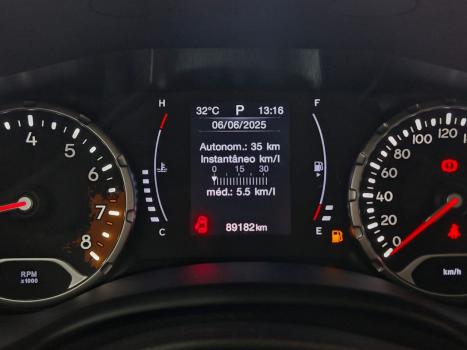 H 32°C P 13:16 F
06/06/2025
Autonom.: 35 km
Instantâneo km/l
0 15 30
méd.: 5.5 km/l
C 89182km E
4
6
7
8
RPM
x1000
0
20
40
60
80
100
120
km/h